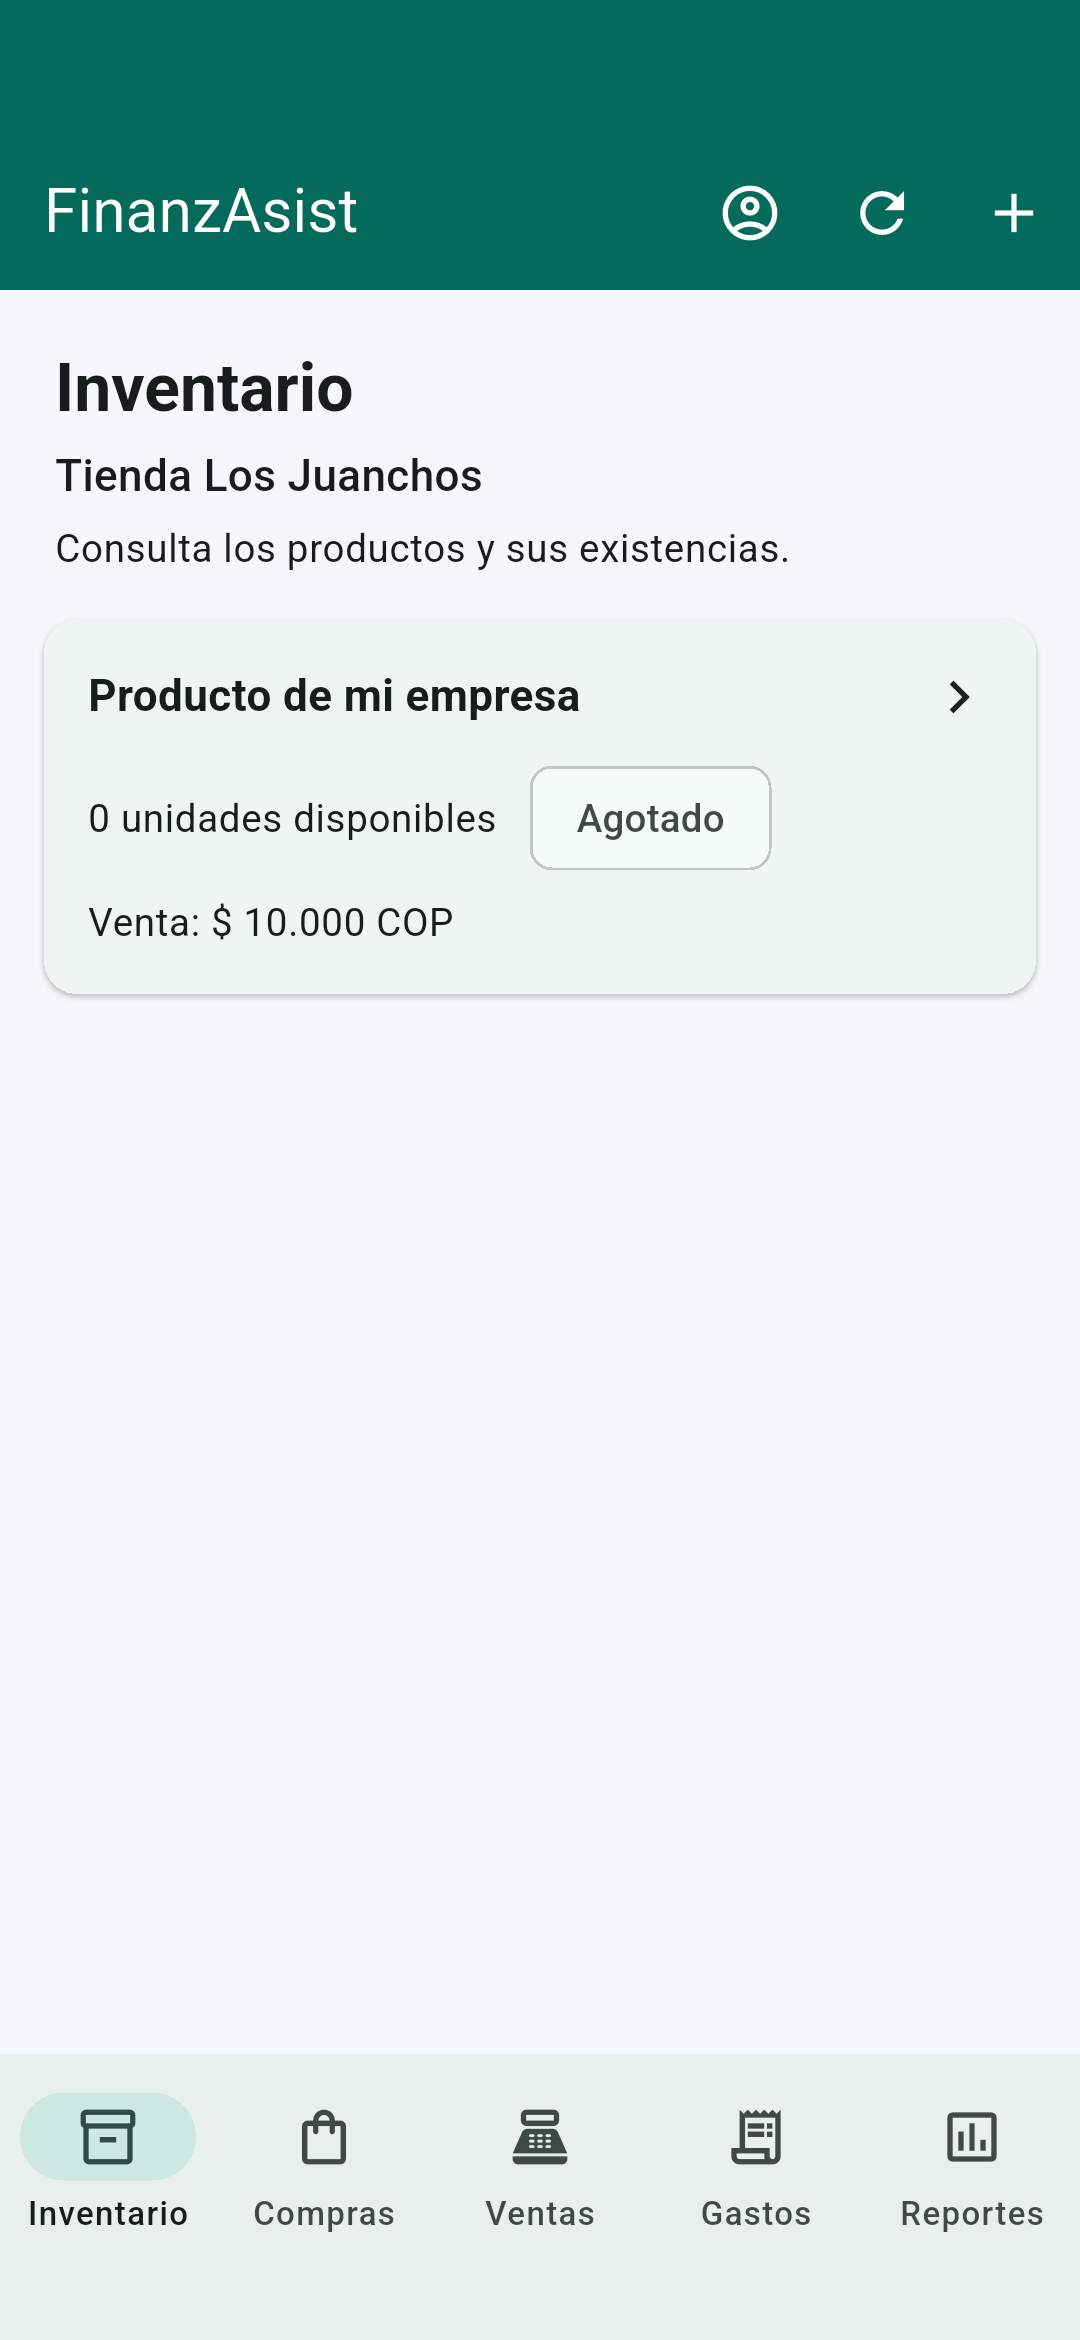 FinanzAsist
Inventario
Tienda Los Juanchos
Consulta los productos y sus existencias.
Producto de mi empresa
0 unidades disponibles
Agotado
Venta: $ 10.000 COP
Inventario
Compras
Ventas
Gastos
Reportes